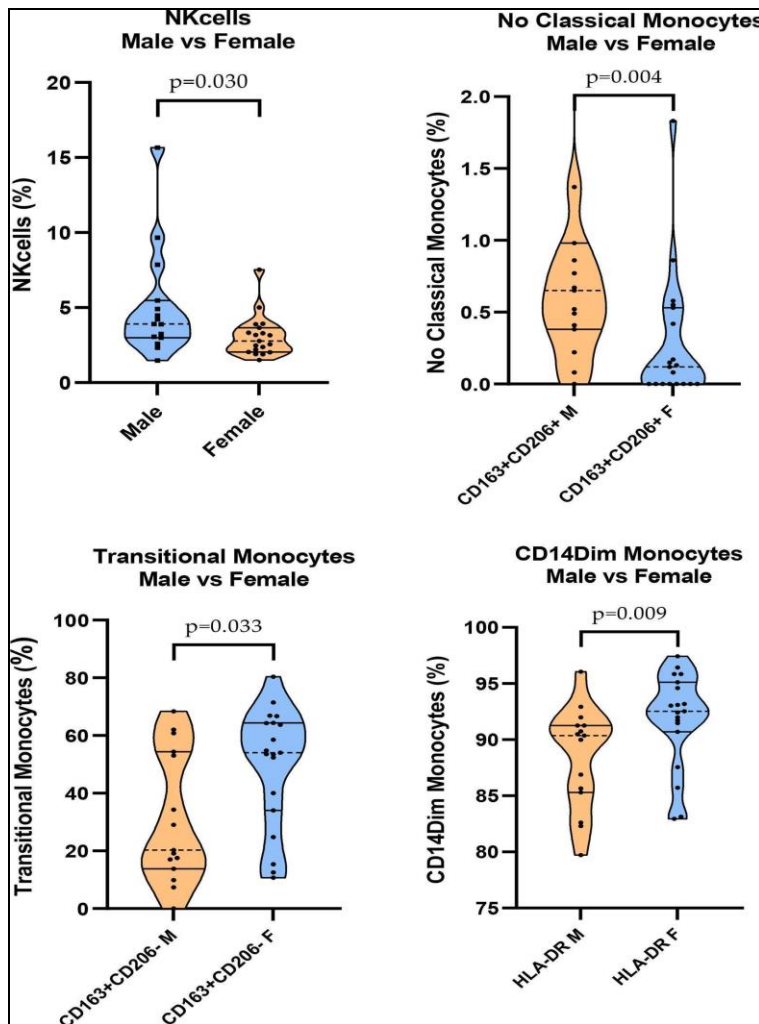 NKcells
Male vs Female
p=0.030
20
15
10
5
0
NKcells (%)
Male
Female
No Classical Monocytes
Male vs Female
p=0.004
2.0
1.5
1.0
0.5
0.0
No Classical Monocytes (%)
CD163+CD206+ M
CD163+CD206+ F
Transitional Monocytes
Male vs Female
p=0.033
100
80
60
40
20
0
Transitional Monocytes (%)
CD163+CD206- M
CD163+CD206- F
CD14Dim Monocytes
Male vs Female
p=0.009
100
95
90
85
80
75
CD14Dim Monocytes (%)
HLA-DR M
HLA-DR F